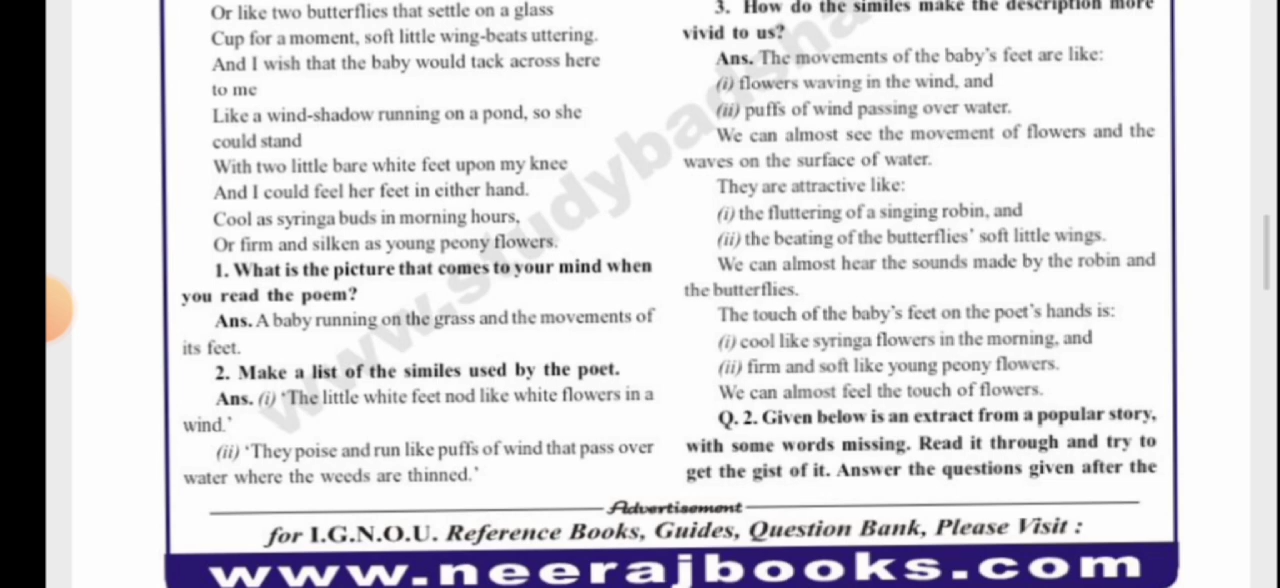 Or like two butterflies that settle on a glass
Cup for a moment, soft little wing-beats uttering.
And I wish that the baby would tack across here
to me
Like a wind-shadow running on a pond, so she
could stand
With two little bare white feet upon my knee
And I could feel her feet in either hand.
Cool as syringa buds in morning hours,
Or firm and silken as young peony flowers.
1. What is the picture that comes to your mind when
you read the poem?
Ans. A baby running on the grass and the movements of
its feet.
2. Make a list of the similes used by the poet.
Ans. (i) ‘The little white feet nod like white flowers in a
wind.’
(ii) ‘They poise and run like puffs of wind that pass over
water where the weeds are thinned.’
3. How do the similes make the description more
vivid to us?
Ans. The movements of the baby’s feet are like:
(i) flowers waving in the wind, and
(ii) puffs of wind passing over water.
We can almost see the movement of flowers and the
waves on the surface of water.
They are attractive like:
(i) the fluttering of a singing robin, and
(ii) the beating of the butterflies’ soft little wings.
We can almost hear the sounds made by the robin and
the butterflies.
The touch of the baby’s feet on the poet’s hands is:
(i) cool like syringa flowers in the morning, and
(ii) firm and soft like young peony flowers.
We can almost feel the touch of flowers.
Q. 2. Given below is an extract from a popular story,
with some words missing. Read it through and try to
get the gist of it. Answer the questions given after the
Advertisement
for I.G.N.O.U. Reference Books, Guides, Question Bank, Please Visit :
www.neerajbooks.com